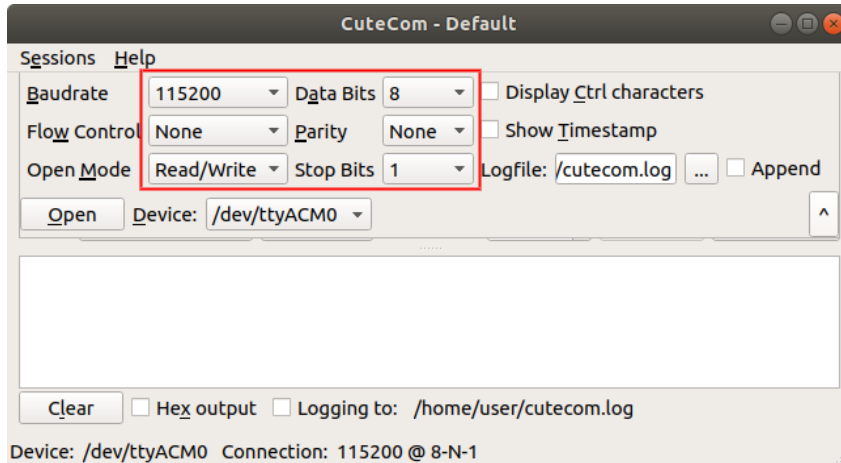 CuteCom - Default
Sessions Help
Baudrate 115200 Data Bits 8 Display Ctrl characters
Flow Control None Parity None Show Timestamp
Open Mode Read/Write Stop Bits 1 Logfile: /cutecom.log ... Append
Open Device: /dev/ttyACM0 ^
Clear Hex output Logging to: /home/user/cutecom.log
Device: /dev/ttyACM0 Connection: 115200 @ 8-N-1